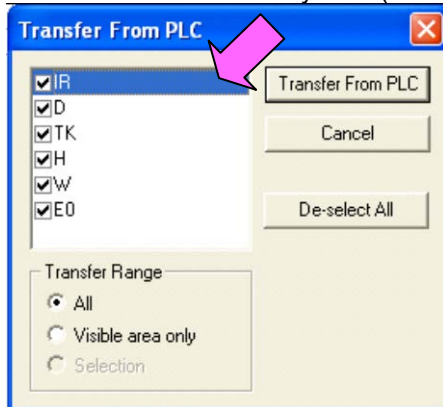 Transfer From PLC
IR
D
TK
H
W
E0
Transfer From PLC
Cancel
De-select All
Transfer Range
All
Visible area only
Selection